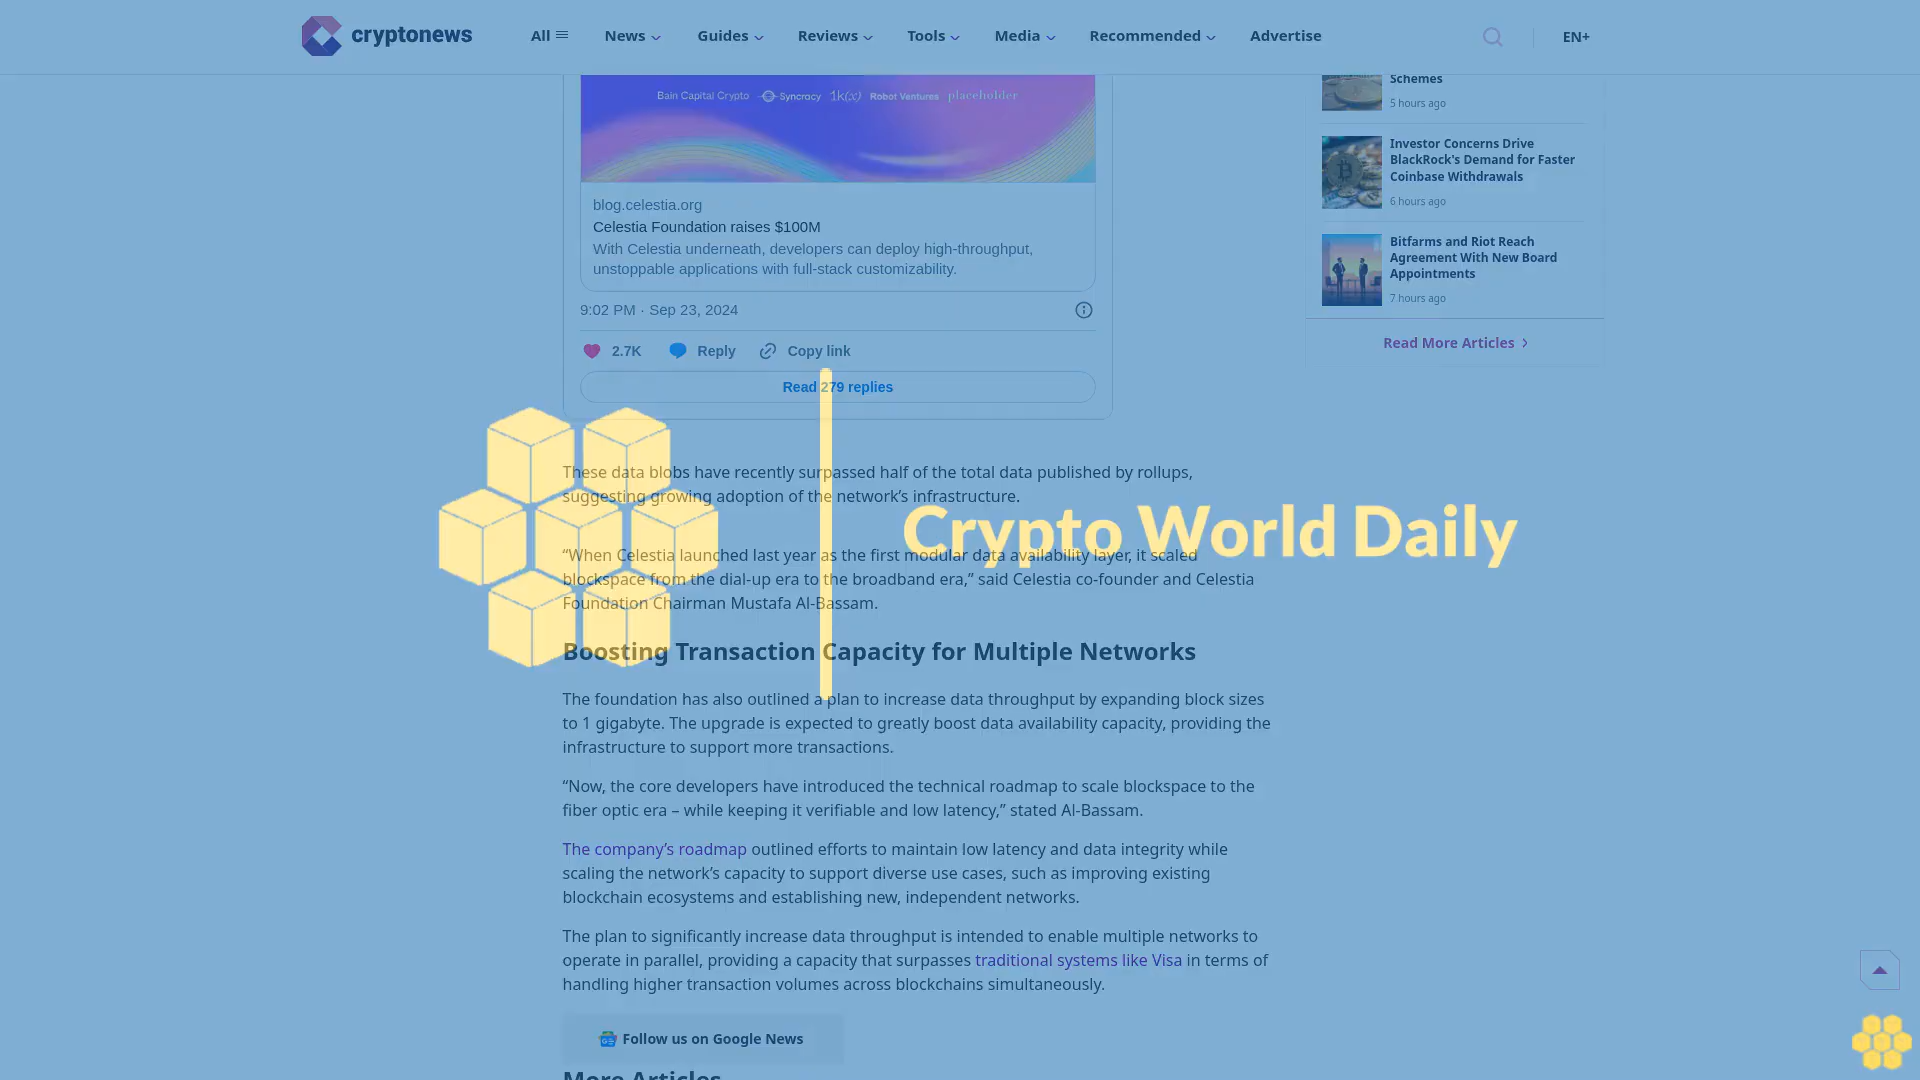 cryptonews
All
News
Guides
Reviews
Tools
Media
Recommended
Advertise
EN+
Bain Capital Crypto
Syncracy
1k(x)
Robot Ventures
placeholder
blog.celestia.org
Celestia Foundation raises $100M
With Celestia underneath, developers can deploy high-throughput,
unstoppable applications with full-stack customizability.
9:02 PM · Sep 23, 2024
2.7K
Reply
Copy link
Read 279 replies
Schemes
5 hours ago
Investor Concerns Drive
BlackRock's Demand for Faster
Coinbase Withdrawals
6 hours ago
Bitfarms and Riot Reach
Agreement With New Board
Appointments
7 hours ago
Read More Articles
These data blobs have recently surpassed half of the total data published by rollups,
suggesting growing adoption of the network’s infrastructure.
“When Celestia launched last year as the first modular data availability layer, it scaled
blockspace from the dial-up era to the broadband era,” said Celestia co-founder and Celestia
Foundation Chairman Mustafa Al-Bassam.
Crypto World Daily
Boosting Transaction Capacity for Multiple Networks
The foundation has also outlined a plan to increase data throughput by expanding block sizes
to 1 gigabyte. The upgrade is expected to greatly boost data availability capacity, providing the
infrastructure to support more transactions.
“Now, the core developers have introduced the technical roadmap to scale blockspace to the
fiber optic era – while keeping it verifiable and low latency,” stated Al-Bassam.
The company’s roadmap outlined efforts to maintain low latency and data integrity while
scaling the network’s capacity to support diverse use cases, such as improving existing
blockchain ecosystems and establishing new, independent networks.
The plan to significantly increase data throughput is intended to enable multiple networks to
operate in parallel, providing a capacity that surpasses traditional systems like Visa in terms of
handling higher transaction volumes across blockchains simultaneously.
Follow us on Google News
More Articles